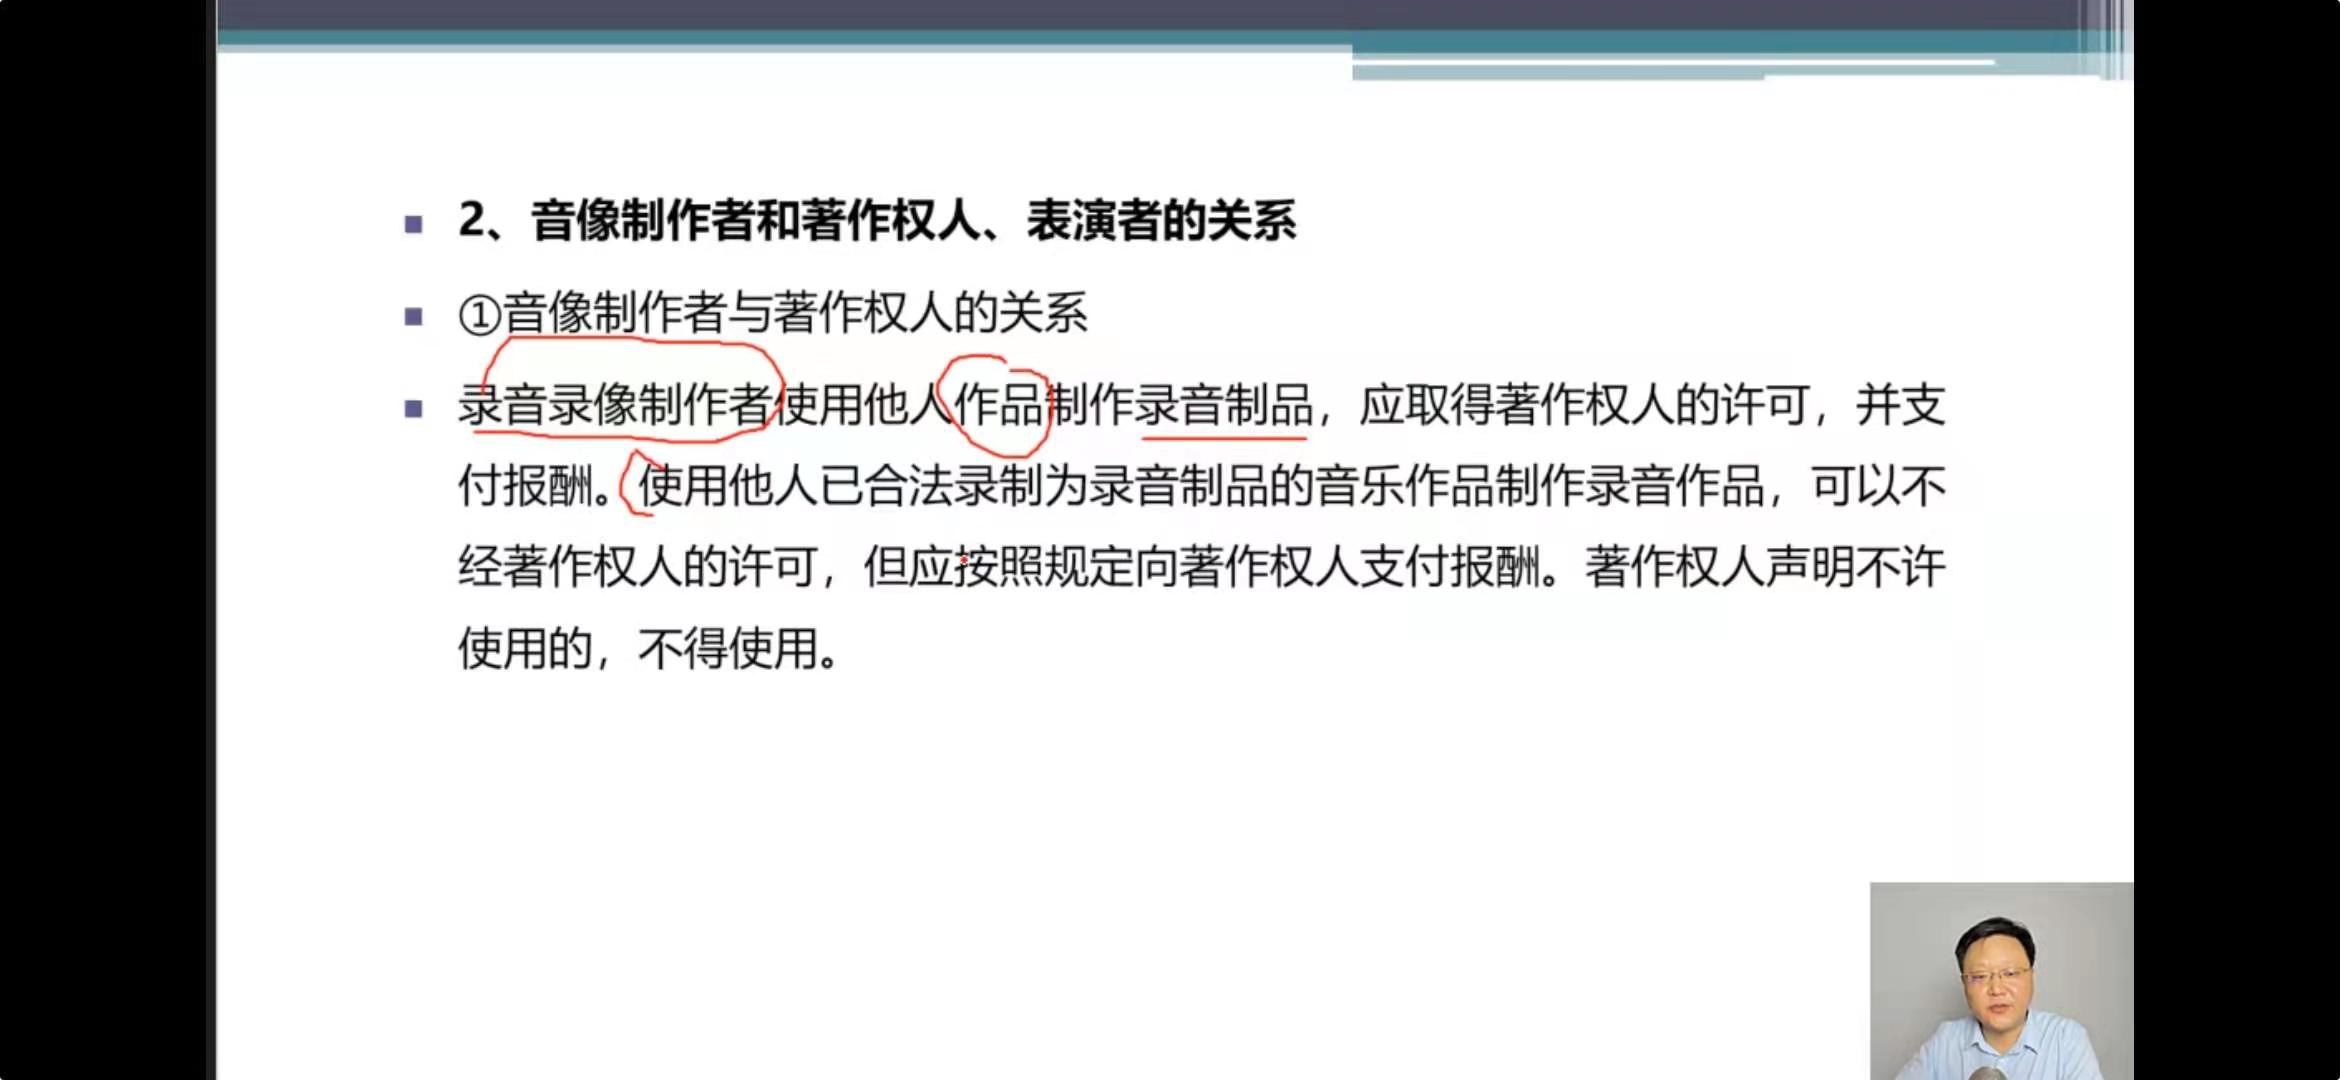 2、音像制作者和著作权人、表演者的关系
①音像制作者与著作权人的关系
录音录像制作者使用他人作品制作录音制品，应取得著作权人的许可，并支
付报酬。使用他人已合法录制为录音制品的音乐作品制作录音作品，可以不
经著作权人的许可，但应按照规定向著作权人支付报酬。著作权人声明不许
使用的，不得使用。